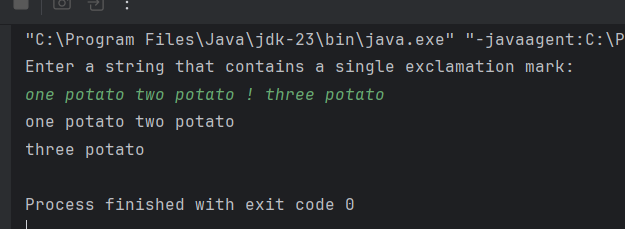 "C:\Program Files\Java\jdk-23\bin\java.exe" "-javaagent:C:\P
Enter a string that contains a single exclamation mark:
one potato two potato ! three potato
one potato two potato
three potato
Process finished with exit code 0